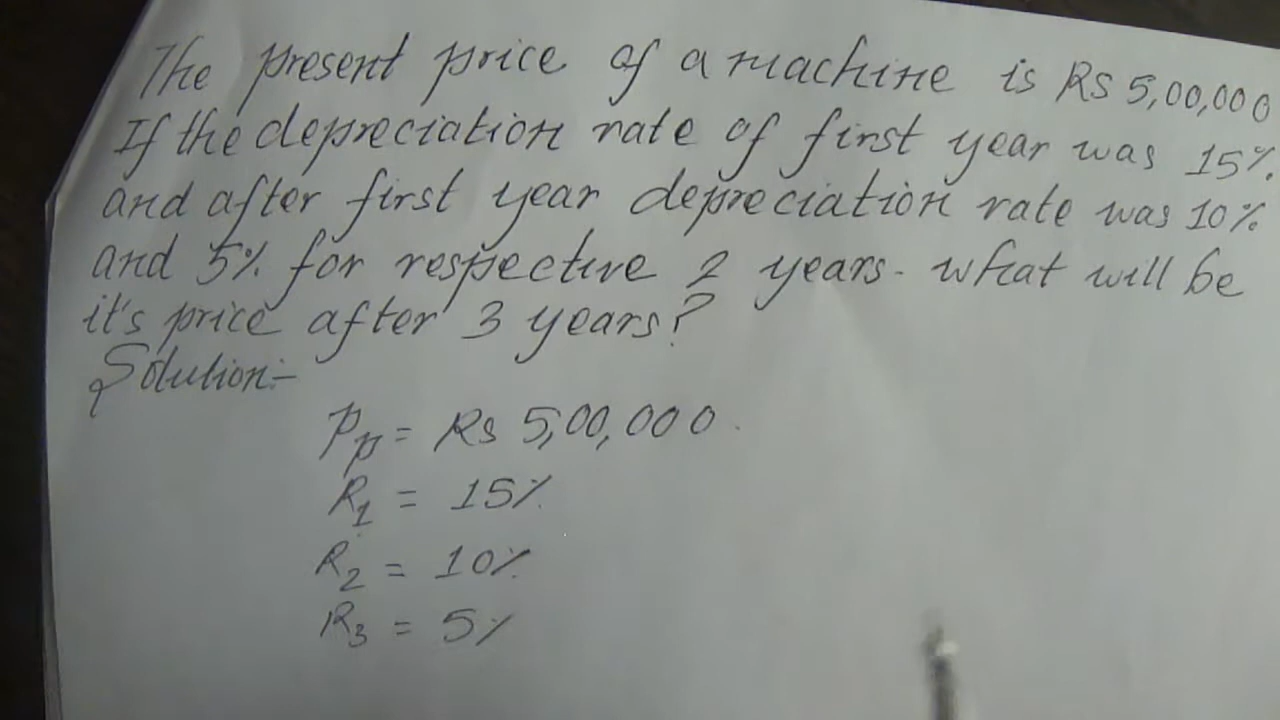 The present price of a machine is Rs 5,00,000
If the depreciation rate of first year was 15%.
and after first year depreciation rate was 10%
and 5% for respective 2 years. what will be
it's price after 3 years?
Solution:-
Pp = Rs 5,00,000.
R1 = 15%
R2 = 10%
R3 = 5%